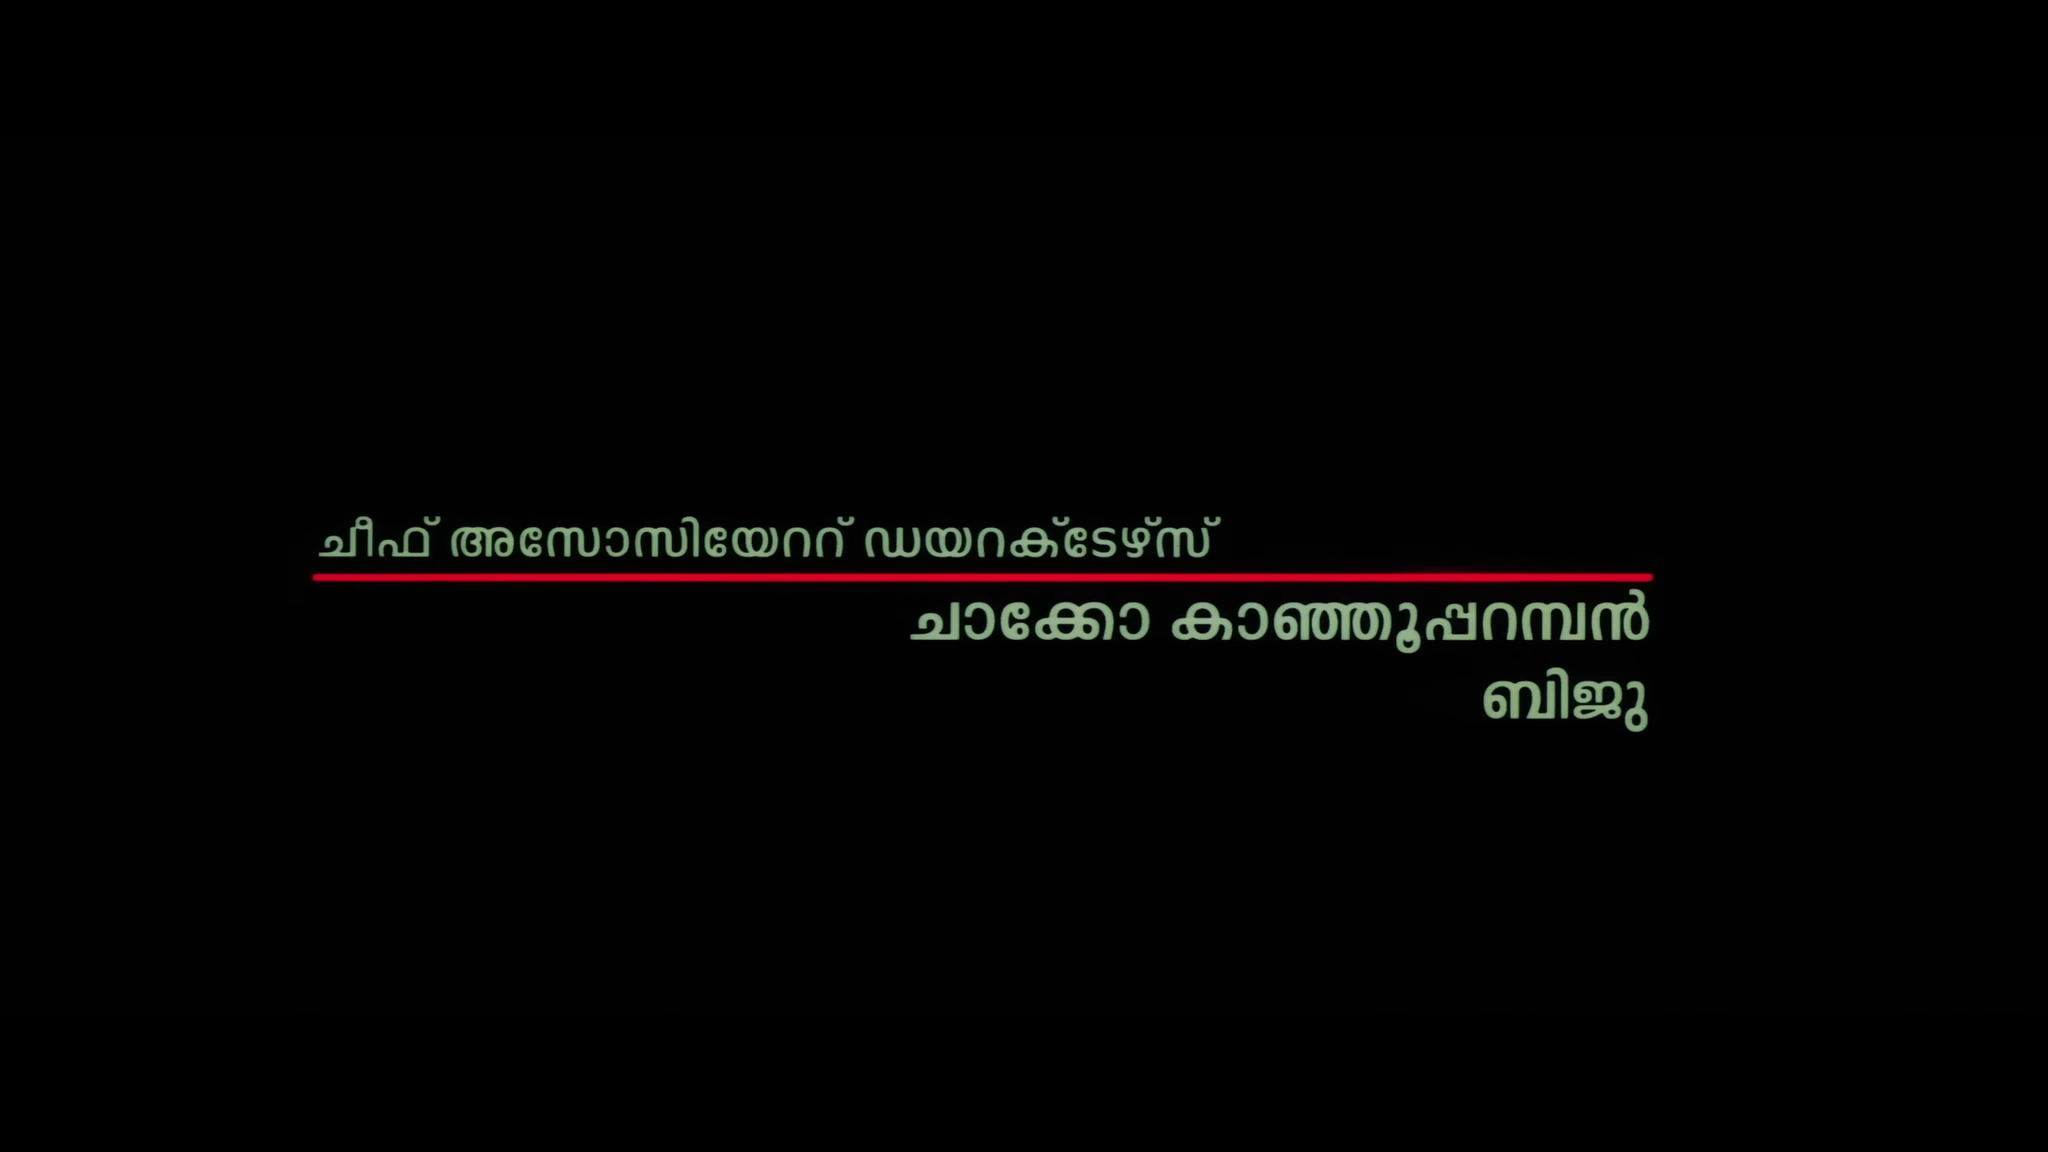 ചീഫ് അസോസിയേററ് ഡയറക്ടേഴ്സ്
ചാക്കോ കാഞ്ഞൂപ്പറമ്പൻ
ബിജു